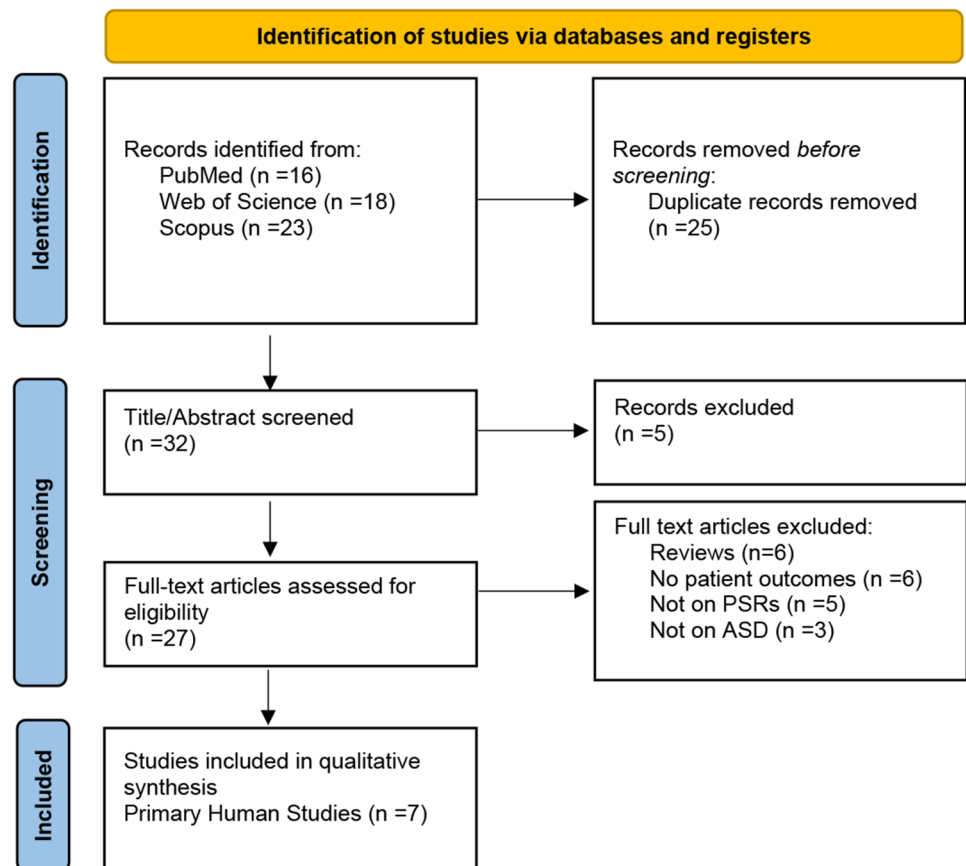 Identification of studies via databases and registers
Identification
Records identified from:
PubMed (n =16)
Web of Science (n =18)
Scopus (n =23)
Records removed before
screening:
Duplicate records removed
(n =25)
Screening
Title/Abstract screened
(n =32)
Records excluded
(n =5)
Full-text articles assessed for
eligibility
(n =27)
Full text articles excluded:
Reviews (n=6)
No patient outcomes (n =6)
Not on PSRs (n =5)
Not on ASD (n =3)
Included
Studies included in qualitative
synthesis
Primary Human Studies (n =7)